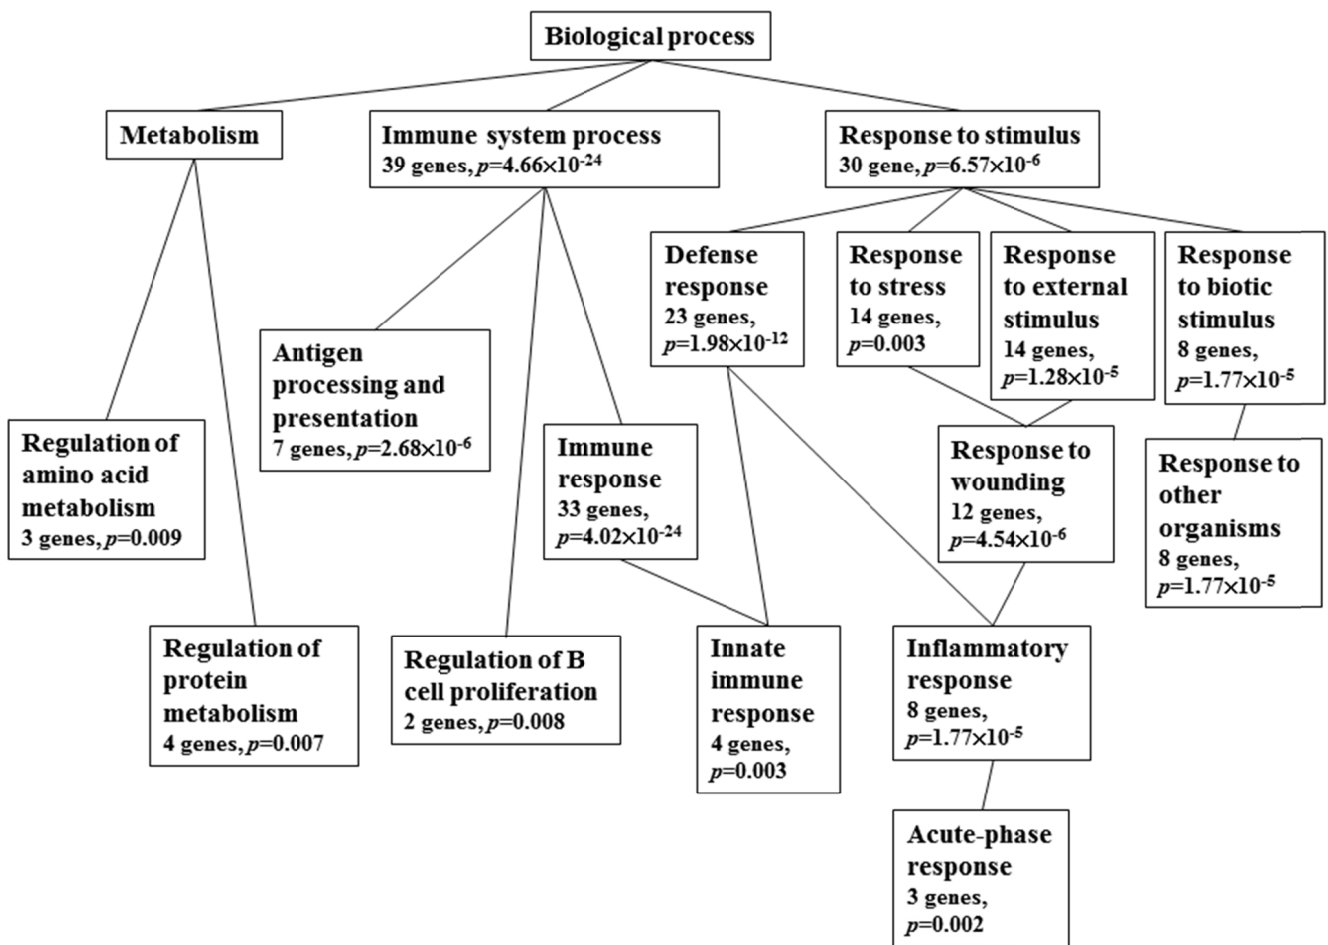 Biological process
Metabolism
Immune system process
39 genes, p=4.66×10-24
Response to stimulus
30 gene, p=6.57×10-6
Defense
response
23 genes,
p=1.98×10-12
Response
to stress
14 genes,
p=0.003
Response
to external
stimulus
14 genes,
p=1.28×10-5
Response
to biotic
stimulus
8 genes,
p=1.77×10-5
Antigen
processing and
presentation
7 genes, p=2.68×10-6
Regulation of
amino acid
metabolism
3 genes, p=0.009
Immune
response
33 genes,
p=4.02×10-24
Response to
wounding
12 genes,
p=4.54×10-6
Response to
other
organisms
8 genes,
p=1.77×10-5
Regulation of
protein
metabolism
4 genes, p=0.007
Regulation of B
cell proliferation
2 genes, p=0.008
Innate
immune
response
4 genes,
p=0.003
Inflammatory
response
8 genes,
p=1.77×10-5
Acute-phase
response
3 genes,
p=0.002